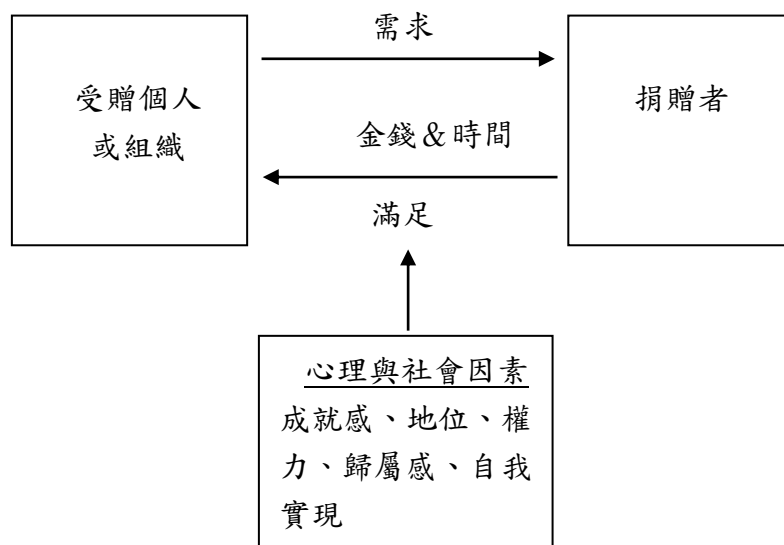 需求
受贈個人
或組織
捐贈者
金錢＆時間
滿足
心理與社會因素
成就感、地位、權
力、歸屬感、自我
實現